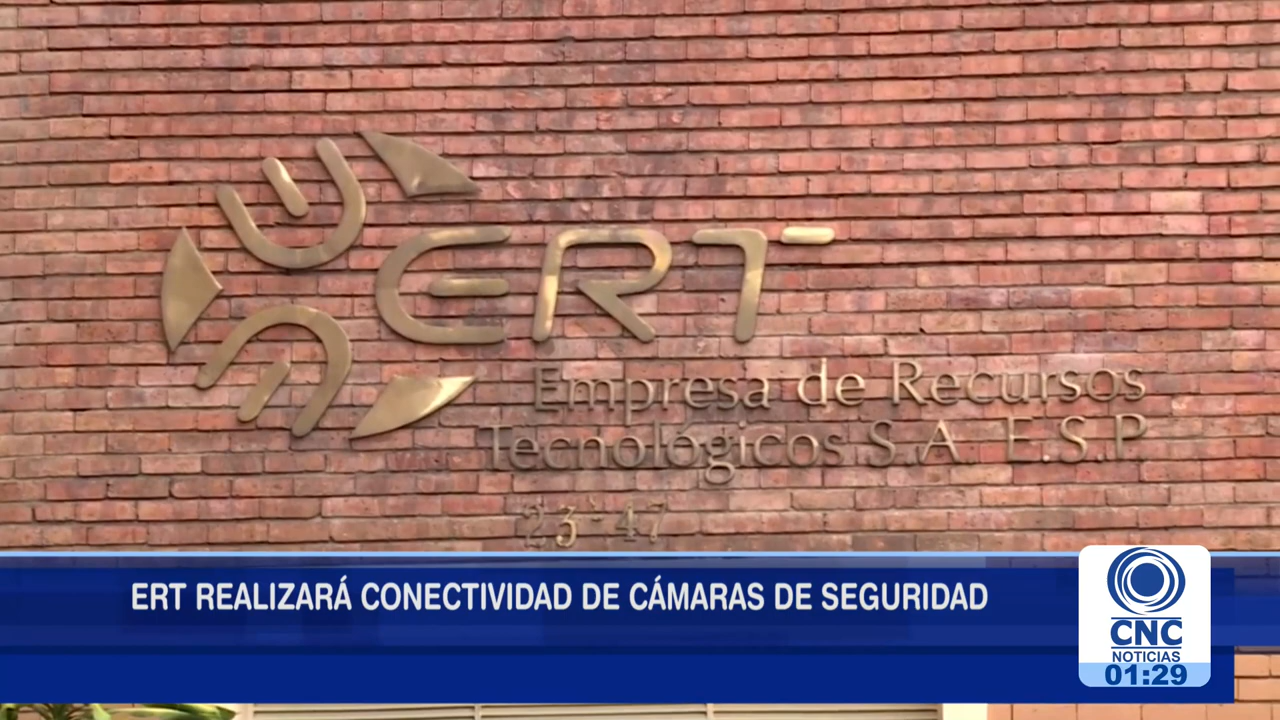 ERT
Empresa de Recursos
Tecnológicos S.A. E.S.P
23-47
ERT REALIZARÁ CONECTIVIDAD DE CÁMARAS DE SEGURIDAD
CNC
NOTICIAS
01:29